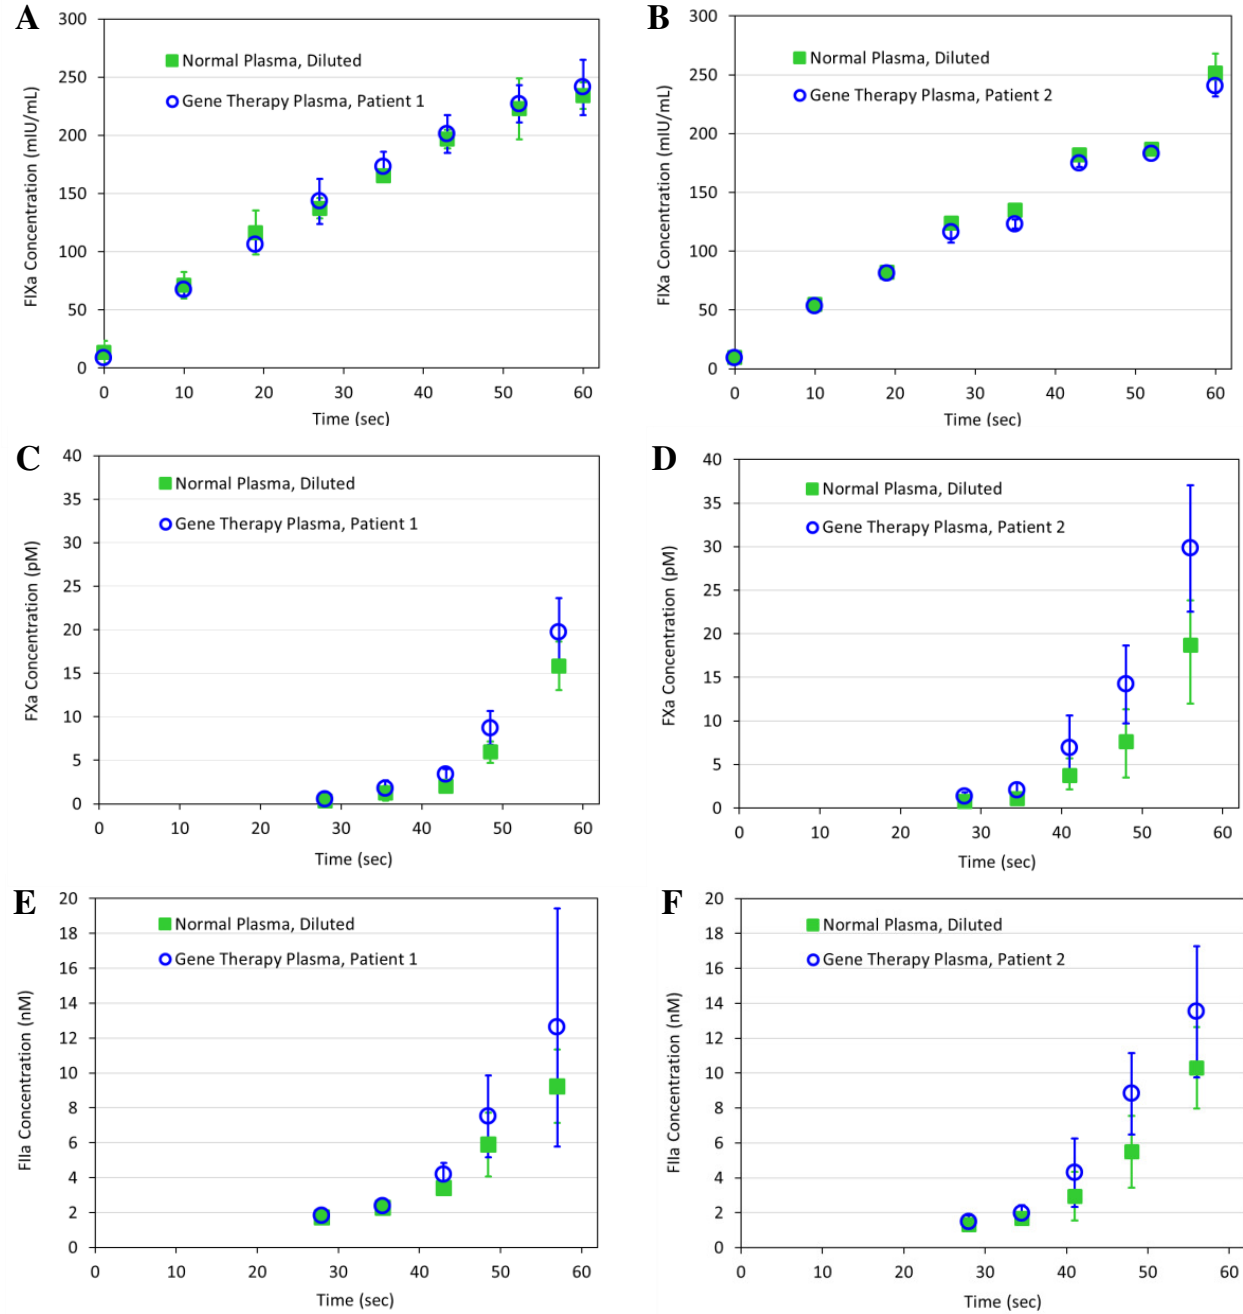 A
FIXa Concentration (mIU/mL)
300
250
200
150
100
50
0
Normal Plasma, Diluted
Gene Therapy Plasma, Patient 1
0 10 20 30 40 50 60
Time (sec)
B
FIXa Concentration (mIU/mL)
300
250
200
150
100
50
0
Normal Plasma, Diluted
Gene Therapy Plasma, Patient 2
0 10 20 30 40 50 60
Time (sec)
C
FXa Concentration (pM)
40
35
30
25
20
15
10
5
0
Normal Plasma, Diluted
Gene Therapy Plasma, Patient 1
0 10 20 30 40 50 60
Time (sec)
D
FXa Concentration (pM)
40
35
30
25
20
15
10
5
0
Normal Plasma, Diluted
Gene Therapy Plasma, Patient 2
0 10 20 30 40 50 60
Time (sec)
E
FIIa Concentration (nM)
20
18
16
14
12
10
8
6
4
2
0
Normal Plasma, Diluted
Gene Therapy Plasma, Patient 1
0 10 20 30 40 50 60
Time (sec)
F
FIIa Concentration (nM)
20
18
16
14
12
10
8
6
4
2
0
Normal Plasma, Diluted
Gene Therapy Plasma, Patient 2
0 10 20 30 40 50 60
Time (sec)